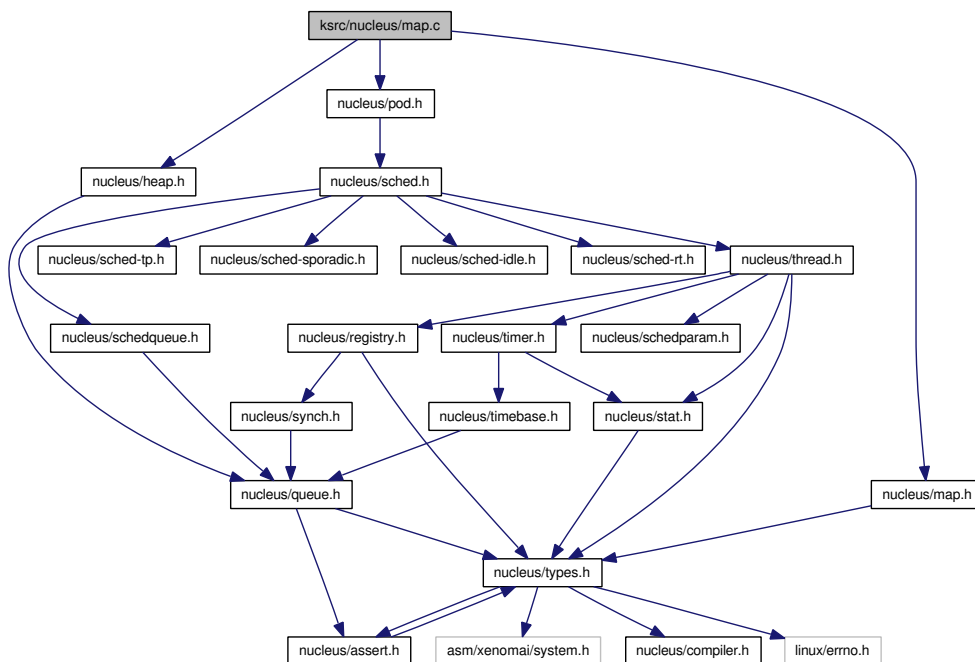 ksrc/nucleus/map.c
nucleus/pod.h
nucleus/heap.h
nucleus/sched.h
nucleus/sched-tp.h
nucleus/sched-sporadic.h
nucleus/sched-idle.h
nucleus/sched-rt.h
nucleus/thread.h
nucleus/schedqueue.h
nucleus/registry.h
nucleus/timer.h
nucleus/schedparam.h
nucleus/synch.h
nucleus/timebase.h
nucleus/stat.h
nucleus/queue.h
nucleus/map.h
nucleus/types.h
nucleus/assert.h
asm/xenomai/system.h
nucleus/compiler.h
linux/errno.h